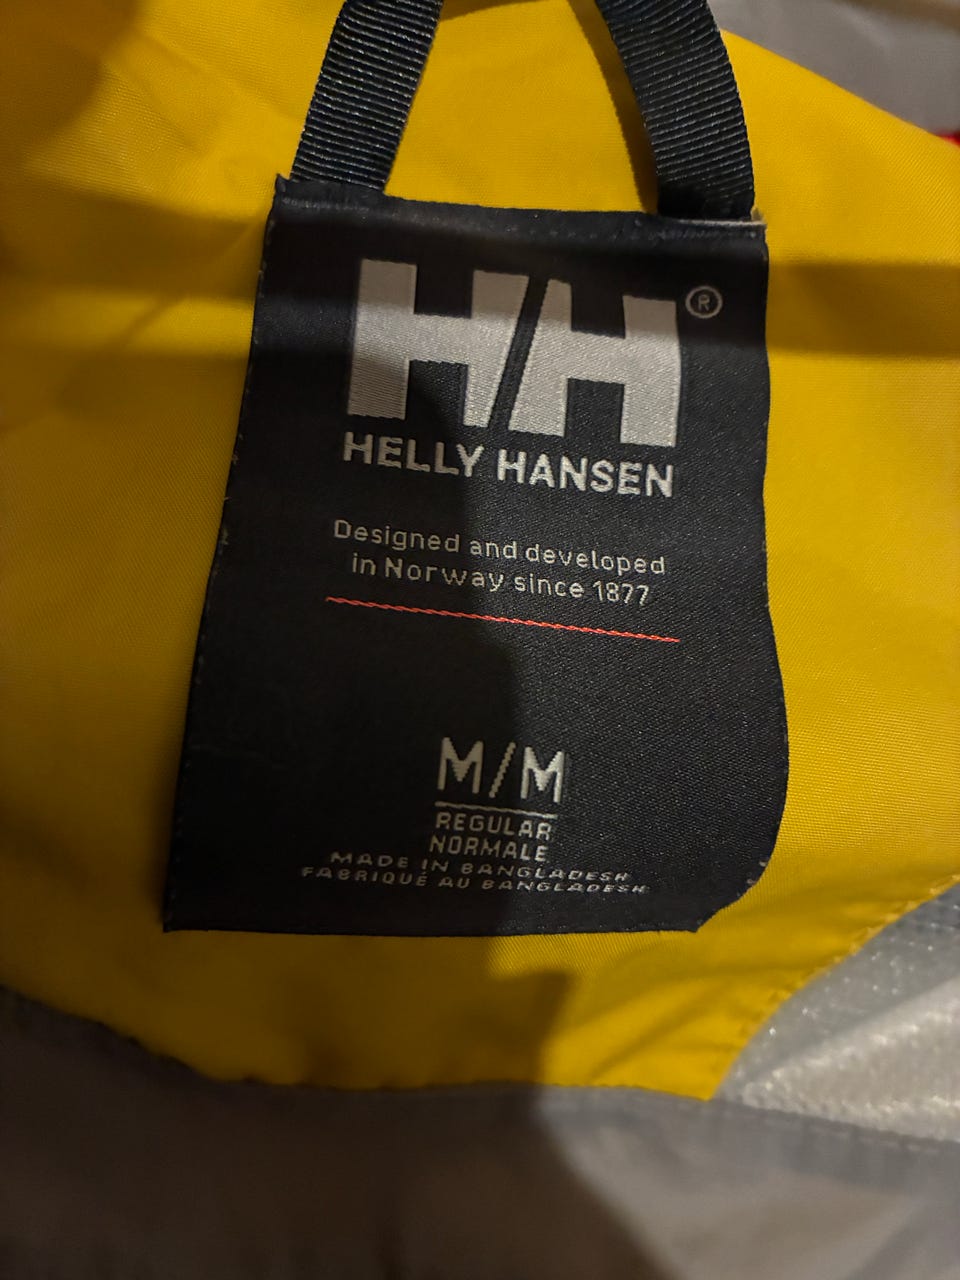 HH®
HELLY HANSEN
Designed and developed
in Norway since 1877
M/M
REGULAR
NORMALE
MADE IN BANGLADESH
FABRIQUÉ AU BANGLADESH